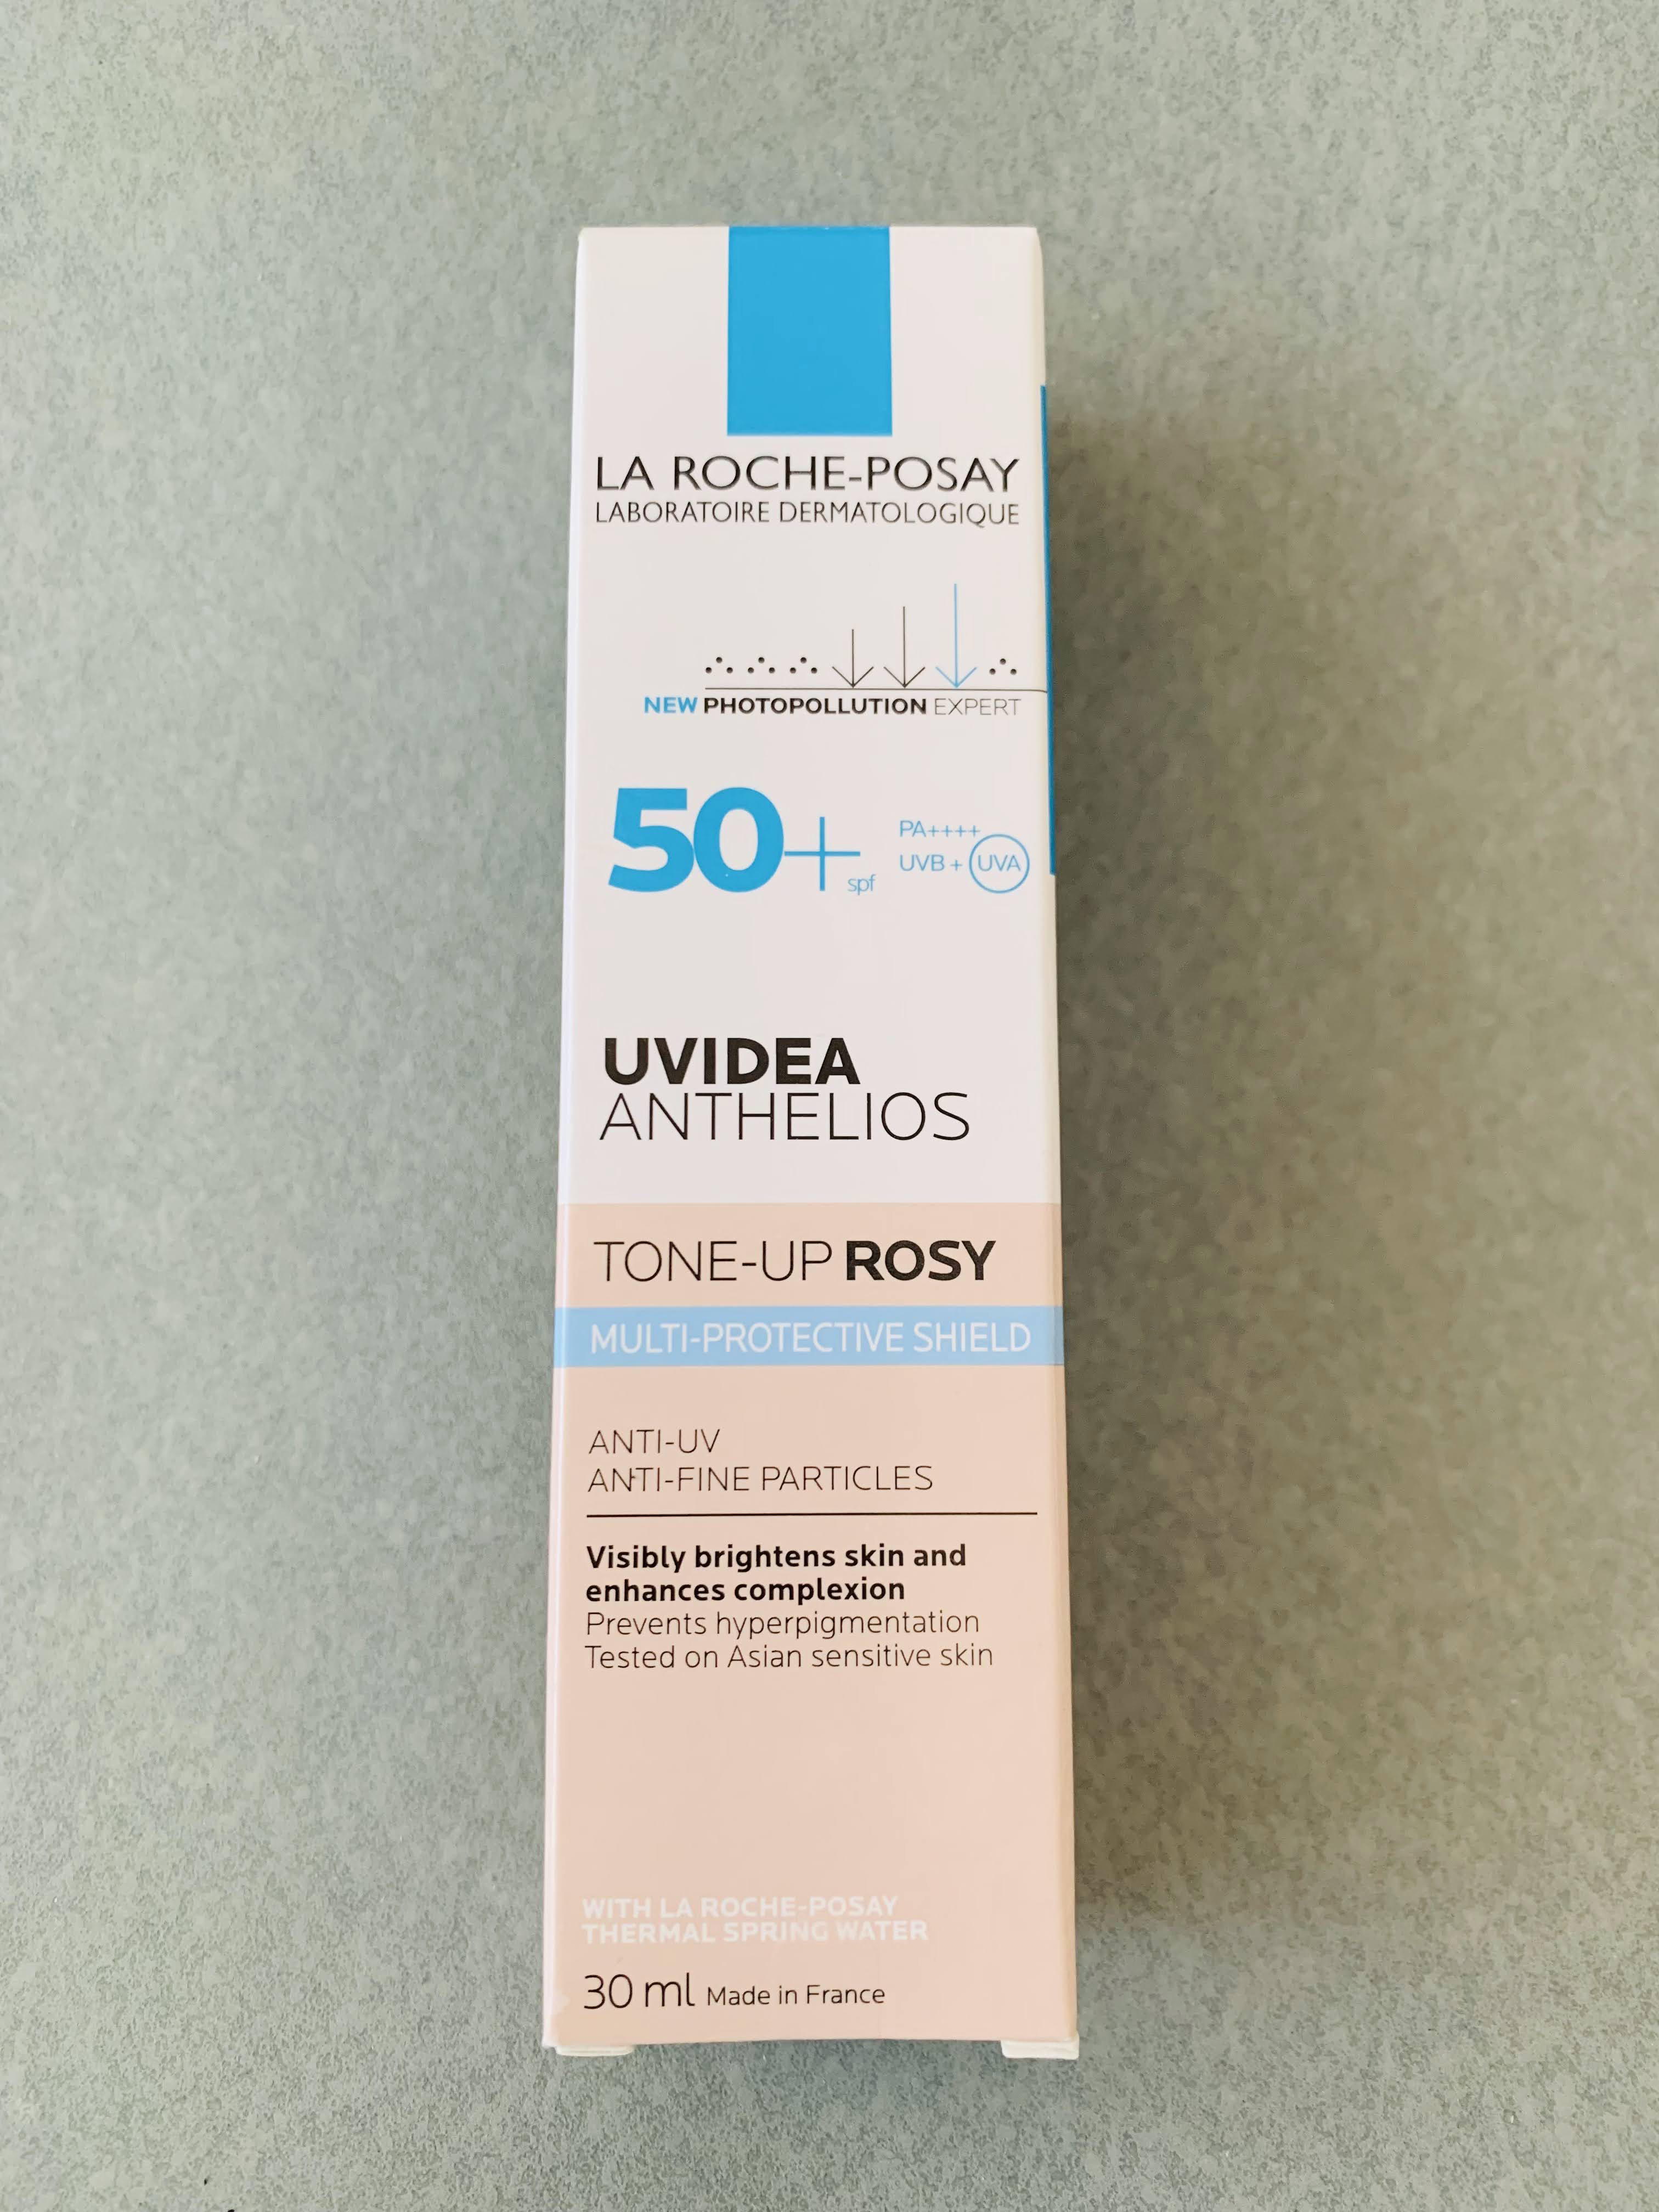 LA ROCHE-POSAY
LABORATOIRE DERMATOLOGIQUE
NEW PHOTOPOLLUTION EXPERT
50+ spf
PA++++
UVB + UVA
UVIDEA
ANTHELIOS
TONE-UP ROSY
MULTI-PROTECTIVE SHIELD
ANTI-UV
ANTI-FINE PARTICLES
Visibly brightens skin and
enhances complexion
Prevents hyperpigmentation
Tested on Asian sensitive skin
WITH LA ROCHE-POSAY
THERMAL SPRING WATER
30 ml Made in France